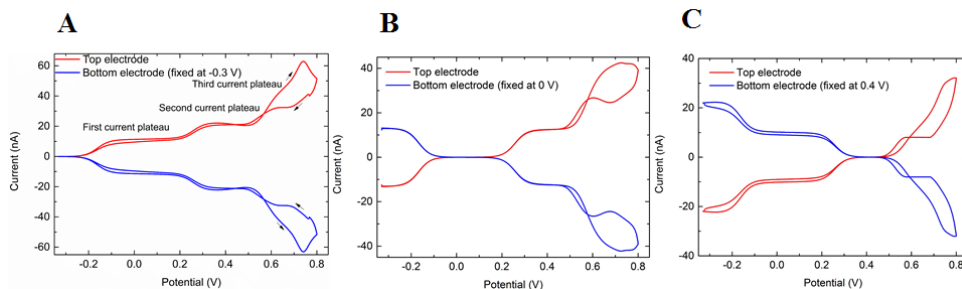 A
B
C
Top electrode
Bottom electrode (fixed at -0.3 V)
Third current plateau
Second current plateau
First current plateau
60
40
20
0
-20
-40
-60
Current (nA)
-0.2 0.0 0.2 0.4 0.6 0.8
Potential (V)
Top electrode
Bottom electrode (fixed at 0 V)
40
20
0
-20
-40
Current (nA)
-0.2 0.0 0.2 0.4 0.6 0.8
Potential (V)
Top electrode
Bottom electrode (fixed at 0.4 V)
40
30
20
10
0
-10
-20
-30
-40
Current (nA)
-0.2 0.0 0.2 0.4 0.6 0.8
Potential (V)